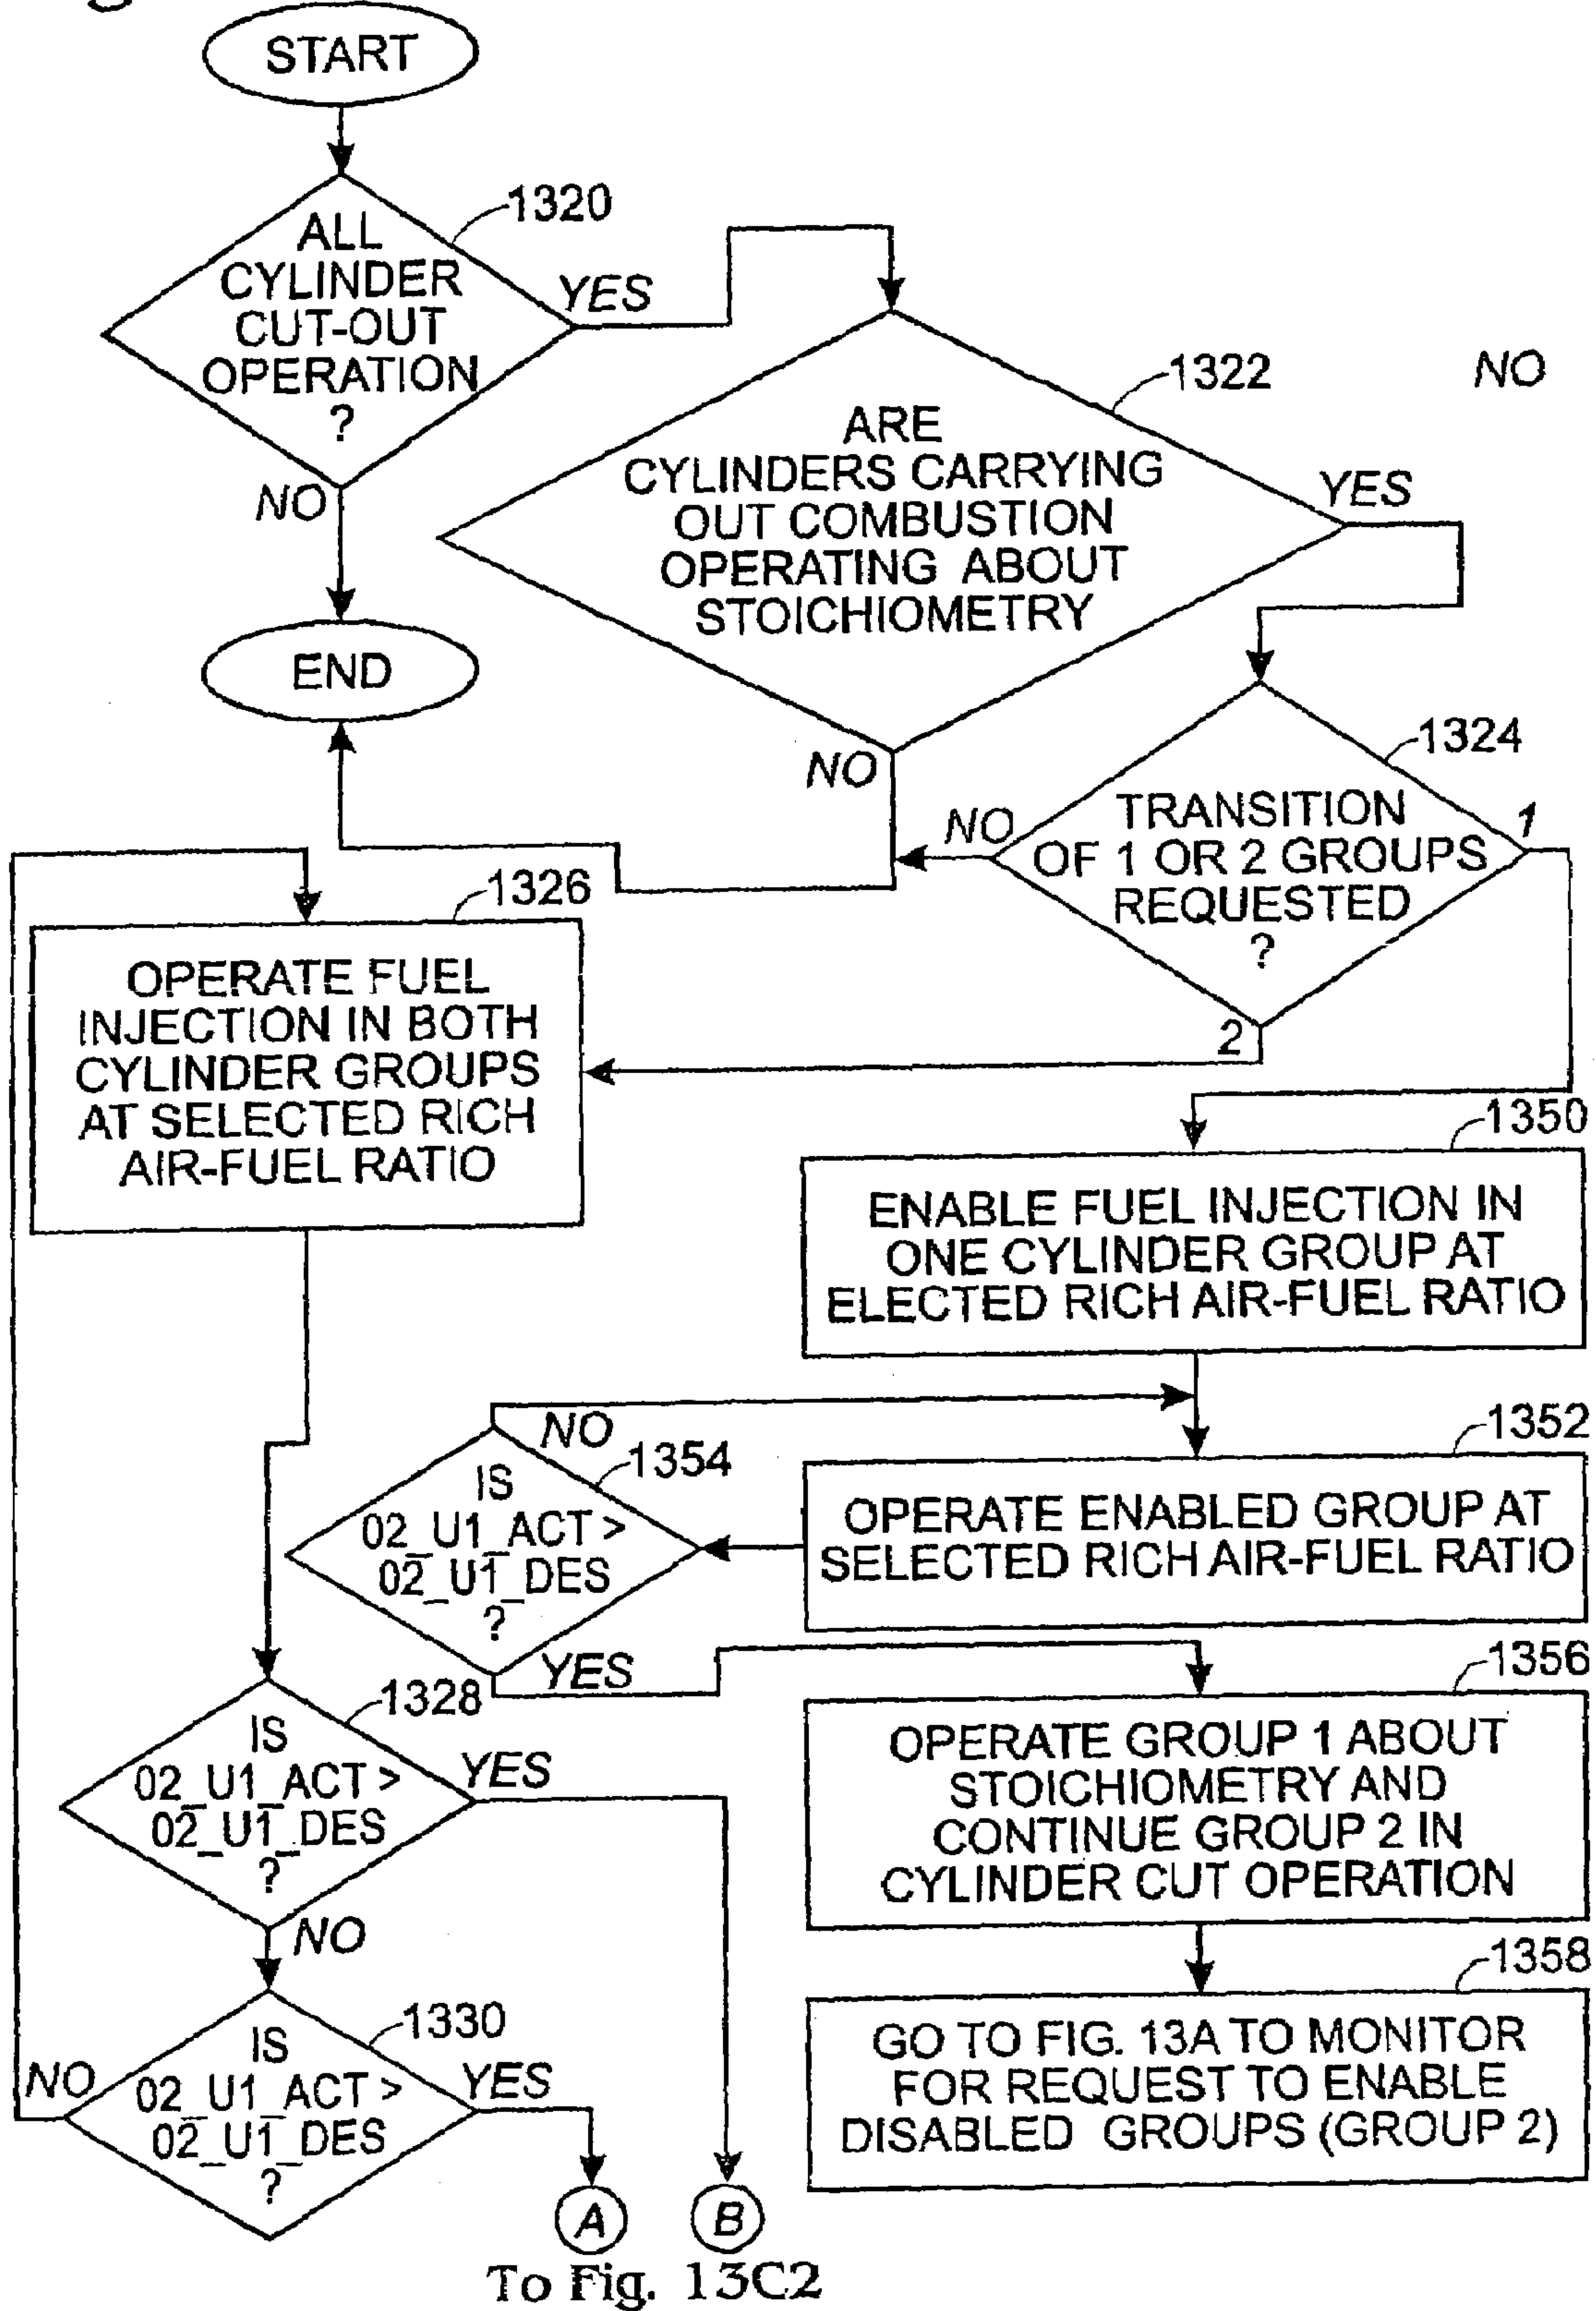 START
1320
ALL
CYLINDER
CUT-OUT
OPERATION
?
YES
NO
END
1322
NO
ARE
CYLINDERS CARRYING
OUT COMBUSTION
OPERATING ABOUT
STOICHIOMETRY
YES
NO
1324
TRANSITION
OF 1 OR 2 GROUPS
REQUESTED
?
NO
1
2
1326
OPERATE FUEL
INJECTION IN BOTH
CYLINDER GROUPS
AT SELECTED RICH
AIR-FUEL RATIO
1350
ENABLE FUEL INJECTION IN
ONE CYLINDER GROUP AT
ELECTED RICH AIR-FUEL RATIO
1352
OPERATE ENABLED GROUP AT
SELECTED RICH AIR-FUEL RATIO
NO
1354
IS
02_U1_ACT >
02_U1_DES
?
YES
1356
OPERATE GROUP 1 ABOUT
STOICHIOMETRY AND
CONTINUE GROUP 2 IN
CYLINDER CUT OPERATION
1358
GO TO FIG. 13A TO MONITOR
FOR REQUEST TO ENABLE
DISABLED GROUPS (GROUP 2)
1328
IS
02_U1_ACT >
02_U1_DES
?
YES
NO
1330
IS
02_U1_ACT >
02_U1_DES
?
NO
YES
A
B
To Fig. 13C2